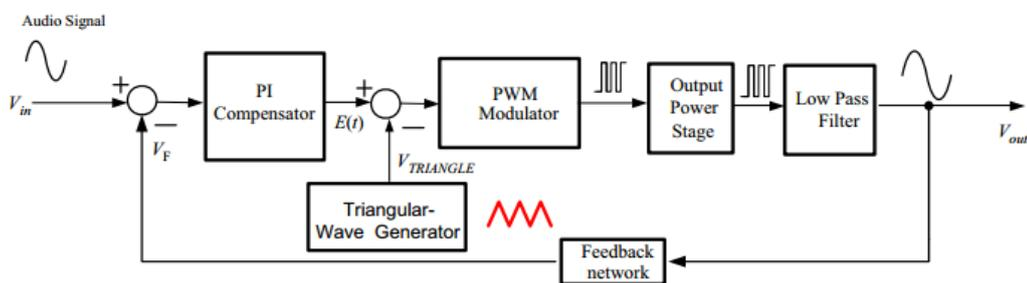 Audio Signal
V_in
+
−
V_F
PI
Compensator
E(t)
+
−
V_TRIANGLE
Triangular-
Wave Generator
PWM
Modulator
Output
Power
Stage
Low Pass
Filter
V_out
Feedback
network